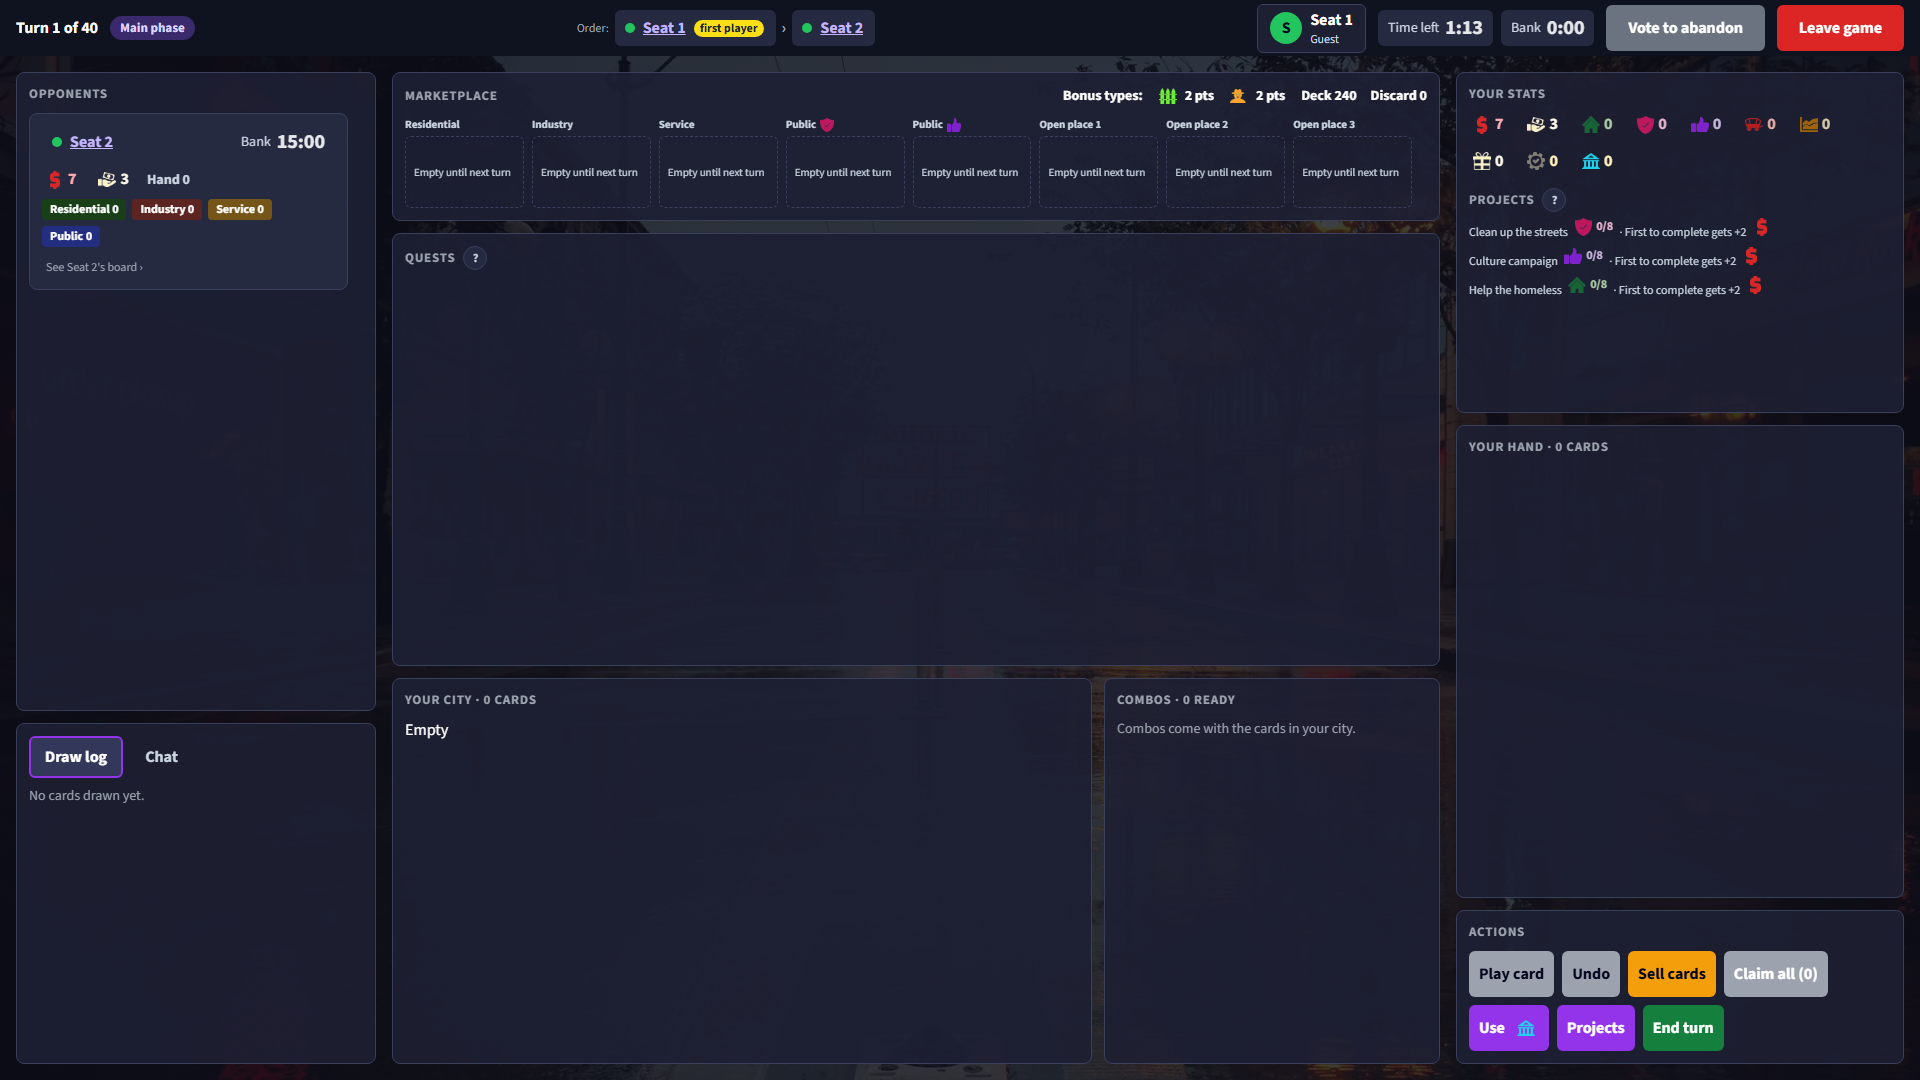 Turn 1 of 40 Main phase
Order: Seat 1 first player › Seat 2
S Seat 1 Guest
Time left 1:13 Bank 0:00
Vote to abandon Leave game
OPPONENTS
Seat 2 Bank 15:00
7 3 Hand 0
Residential 0 Industry 0 Service 0
Public 0
See Seat 2's board ›
Draw log Chat
No cards drawn yet.
MARKETPLACE Bonus types: 2 pts 2 pts Deck 240 Discard 0
Residential Industry Service Public Public Open place 1 Open place 2 Open place 3
Empty until next turn Empty until next turn Empty until next turn Empty until next turn Empty until next turn Empty until next turn Empty until next turn Empty until next turn
QUESTS ?
YOUR CITY · 0 CARDS
Empty
COMBOS · 0 READY
Combos come with the cards in your city.
YOUR STATS
$ 7 3 0 0 0 0 0
0 0 0
PROJECTS ?
Clean up the streets 0/8 · First to complete gets +2 $
Culture campaign 0/8 · First to complete gets +2 $
Help the homeless 0/8 · First to complete gets +2 $
YOUR HAND · 0 CARDS
ACTIONS
Play card Undo Sell cards Claim all (0)
Use Projects End turn